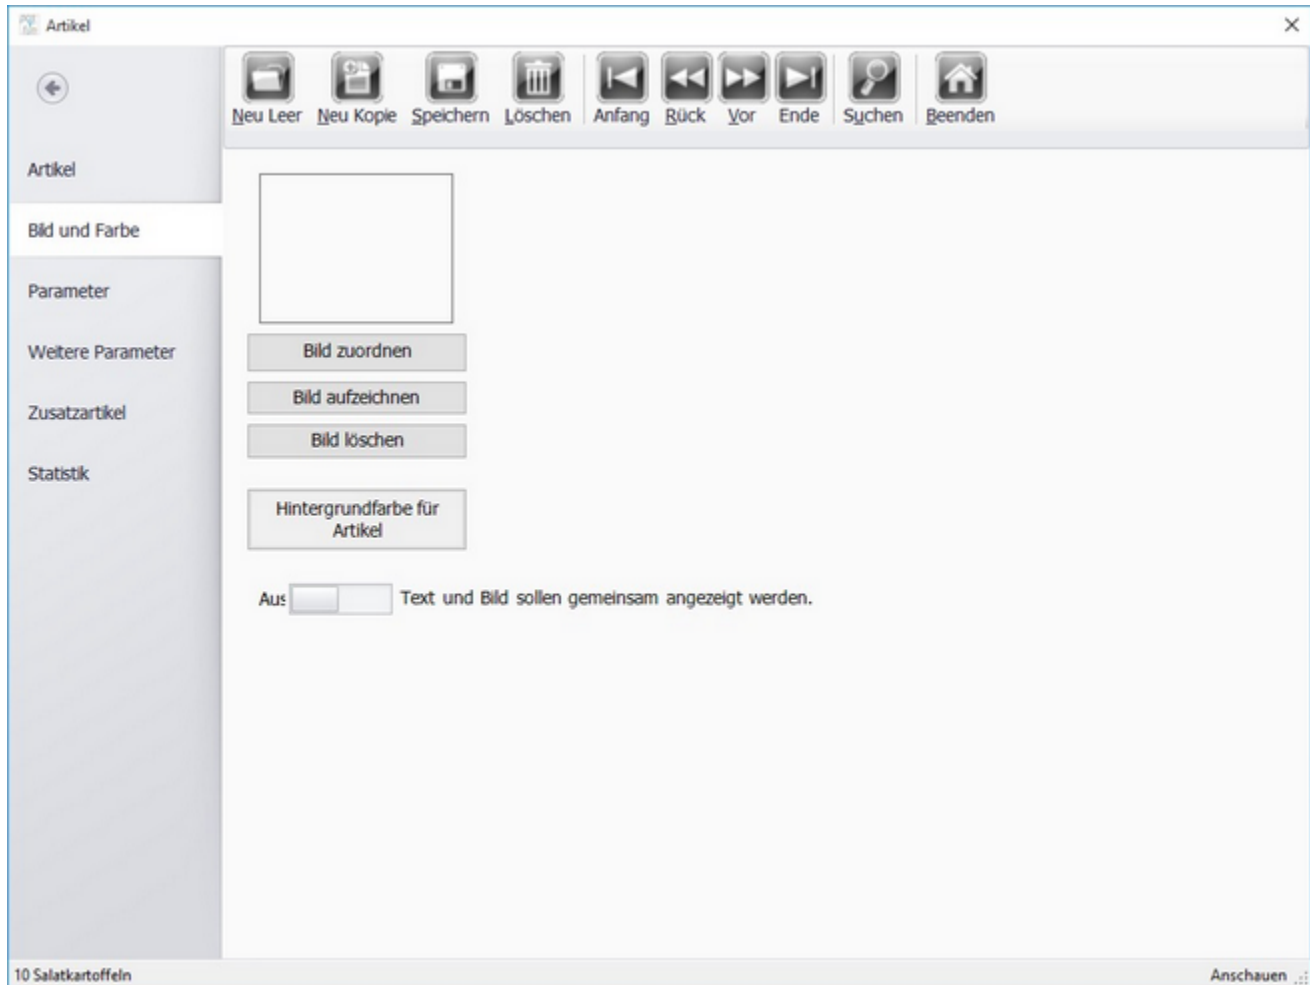 Artikel
Neu Leer Neu Kopie Speichern Löschen Anfang Rück Vor Ende Suchen Beenden
Artikel
Bild und Farbe
Parameter
Weitere Parameter
Zusatzartikel
Statistik
Bild zuordnen
Bild aufzeichnen
Bild löschen
Hintergrundfarbe für
Artikel
Aus Text und Bild sollen gemeinsam angezeigt werden.
10 Salatkartoffeln Anschauen